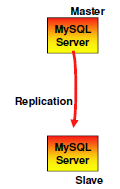 Master
MySQL
Server
Replication
MySQL
Server
Slave